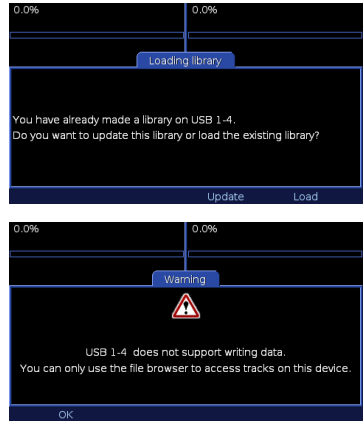 0.0% 0.0%
Loading library
You have already made a library on USB 1-4.
Do you want to update this library or load the existing library?
Update Load
0.0% 0.0%
Warning
USB 1-4 does not support writing data.
You can only use the file browser to access tracks on this device.
OK